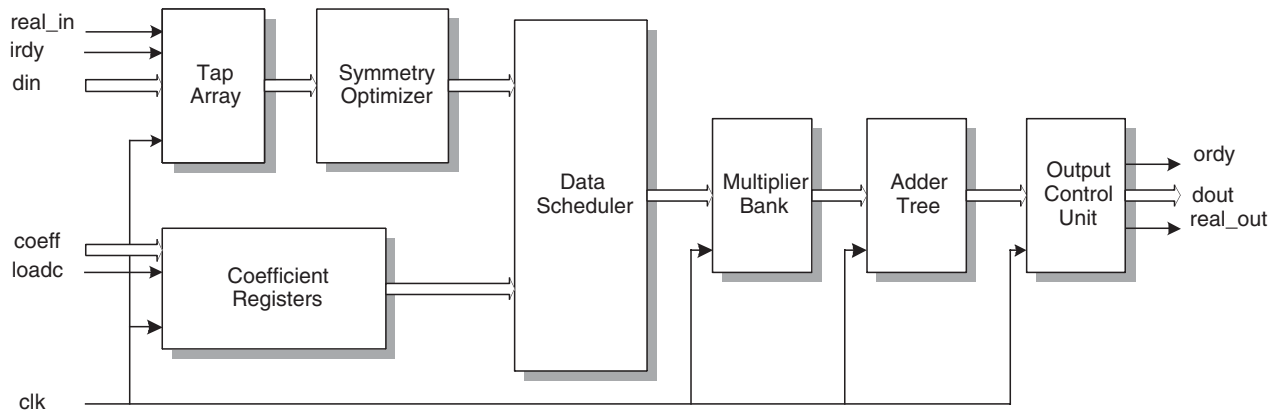 real_in
irdy
din
Tap
Array
Symmetry
Optimizer
Data
Scheduler
Multiplier
Bank
Adder
Tree
Output
Control
Unit
ordy
dout
real_out
coeff
loadc
Coefficient
Registers
clk